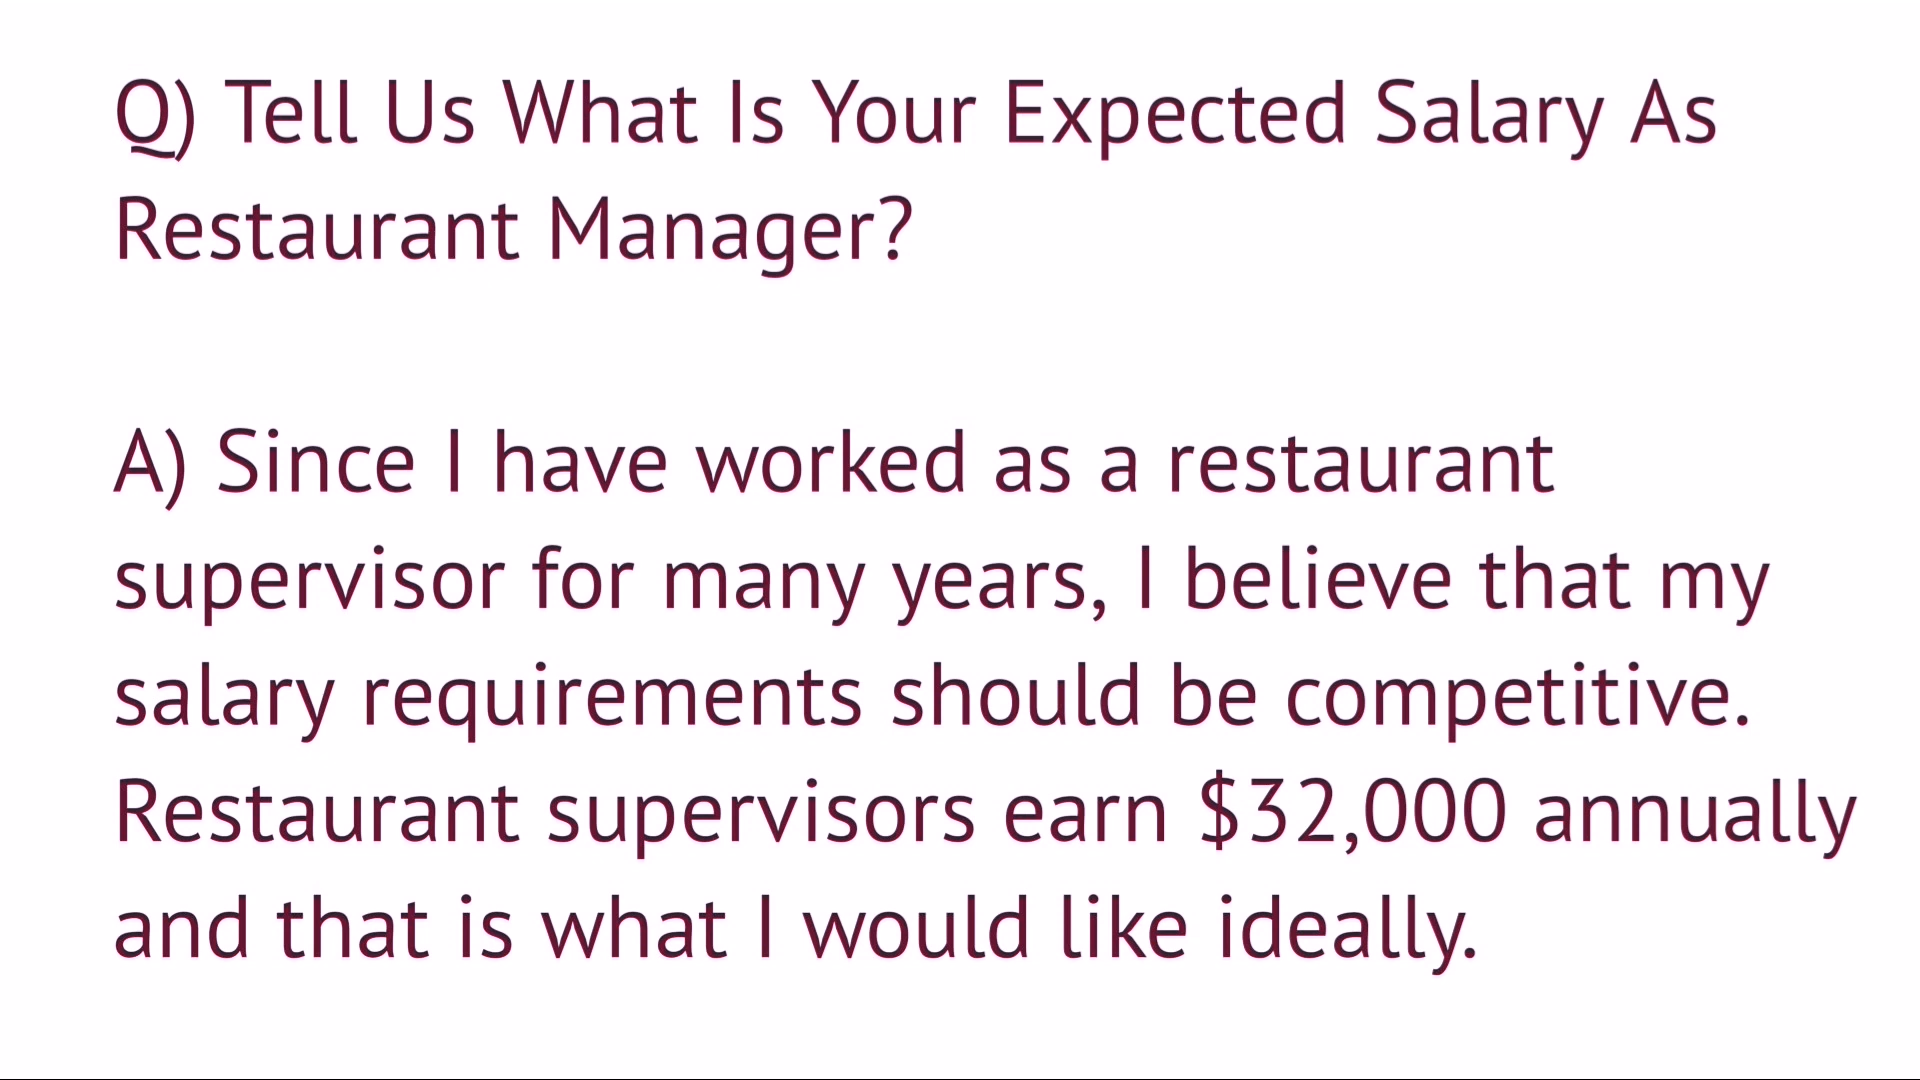 Q) Tell Us What Is Your Expected Salary As
Restaurant Manager?
A) Since I have worked as a restaurant
supervisor for many years, I believe that my
salary requirements should be competitive.
Restaurant supervisors earn $32,000 annually
and that is what I would like ideally.